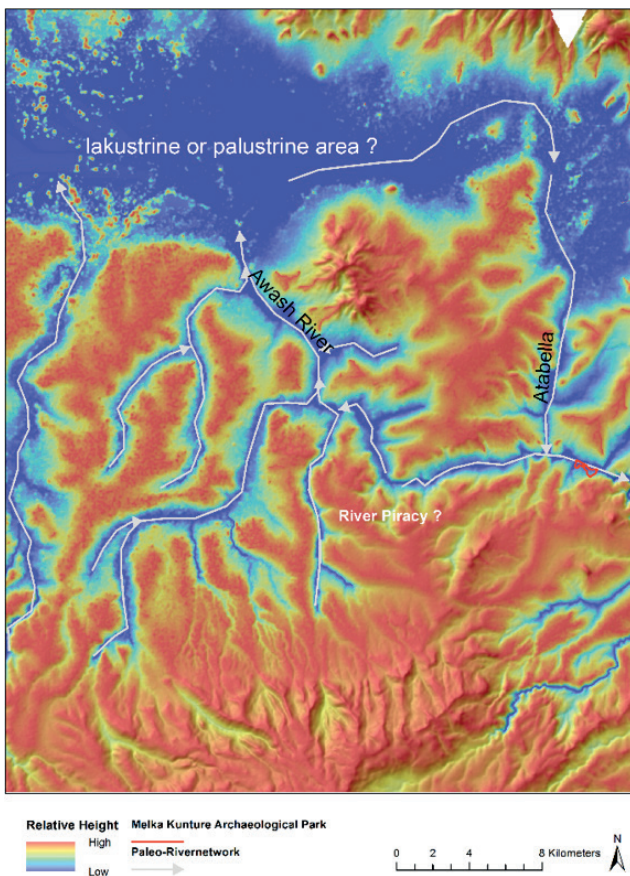 lakustrine or palustrine area ?
Awash River
Atabella
River Piracy ?
Relative Height
High
Low
Melka Kunture Archaeological Park
Paleo-Rivernetwork
0 2 4 8 Kilometers
N